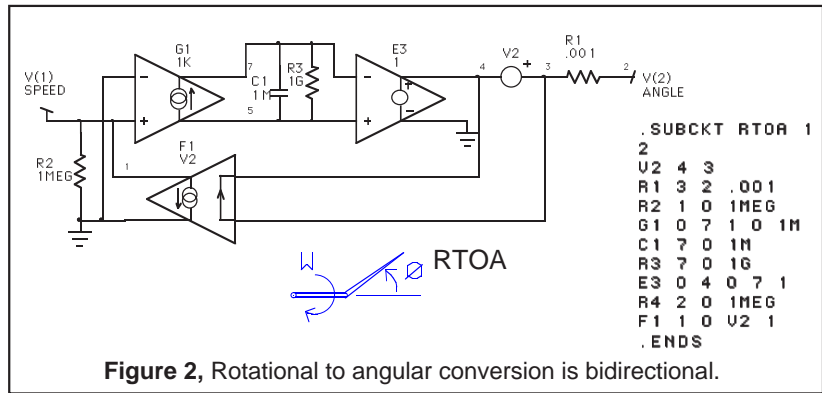 G1
1K
V(1)
SPEED
7
C1
1M
R3
1G
5
E3
1
4
V2
3
R1
.001
2
V(2)
ANGLE
R2
1MEG
1
F1
V2
W
Ø
RTOA
.SUBCKT RTOA 1
2
V2 4 3
R1 3 2 .001
R2 1 0 1MEG
G1 0 7 1 0 1M
C1 7 0 1M
R3 7 0 1G
E3 0 4 0 7 1
R4 2 0 1MEG
F1 1 0 V2 1
.ENDS
Figure 2, Rotational to angular conversion is bidirectional.